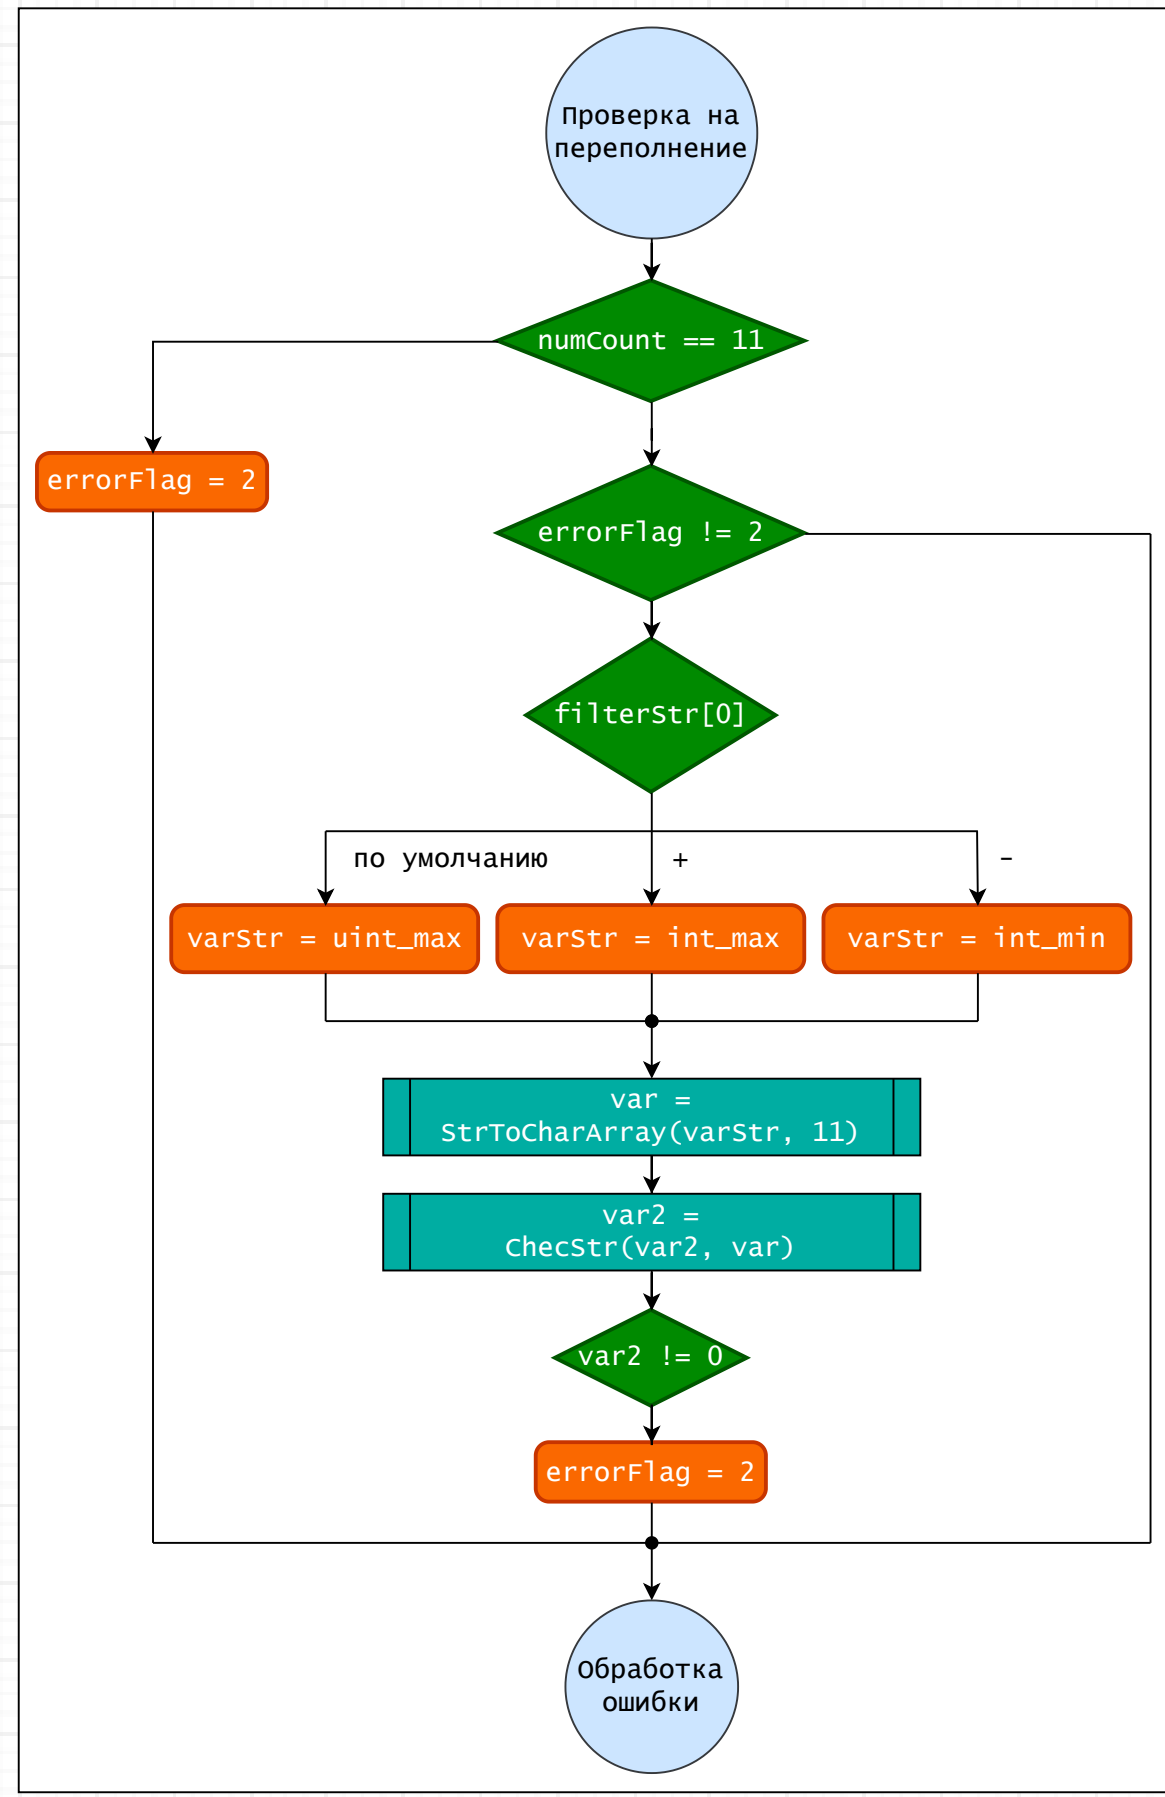 Проверка на
переполнение
numCount == 11
errorFlag = 2
errorFlag != 2
filterStr[0]
по умолчанию
+
-
varStr = uint_max
varStr = int_max
varStr = int_min
var =
StrToCharArray(varStr, 11)
var2 =
ChecStr(var2, var)
var2 != 0
errorFlag = 2
Обработка
ошибки